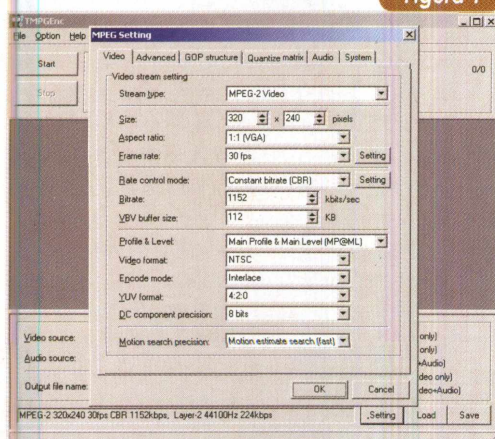 Figura
TMPGEnc
File Option Help
Start
Stop
0/0
MPEG Setting
Video Advanced GOP structure Quantize matrix Audio System
Video stream setting
Stream type: MPEG-2 Video
Size: 320 x 240 pixels
Aspect ratio: 1:1 (VGA)
Frame rate: 30 fps Setting
Rate control mode: Constant bitrate (CBR) Setting
Bitrate: 1152 kbits/sec
VBV buffer size: 112 KB
Profile & Level: Main Profile & Main Level (MP@ML)
Video format: NTSC
Encode mode: Interlace
YUV format: 4:2:0
DC component precision: 8 bits
Motion search precision: Motion estimate search (fast)
OK Cancel
Video source: only)
Audio source: only)
+Audio)
deo only)
Output file name: deo+Audio)
MPEG-2 320x240 30fps CBR 1152kbps, Layer-2 44100Hz 224kbps Setting Load Save